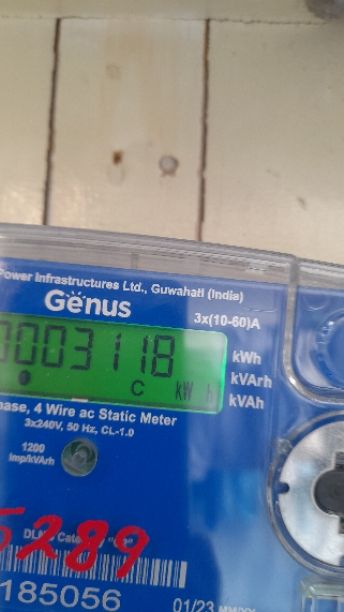 Power Infrastructures Ltd., Guwahati (India)
Genus
3x(10-60)A
0003118
kWh
kVArh
kVAh
C kW h
hase, 4 Wire ac Static Meter
3x240V, 50 Hz, CL-1.0
1200
imp/kVArh
5289
185056
01/23